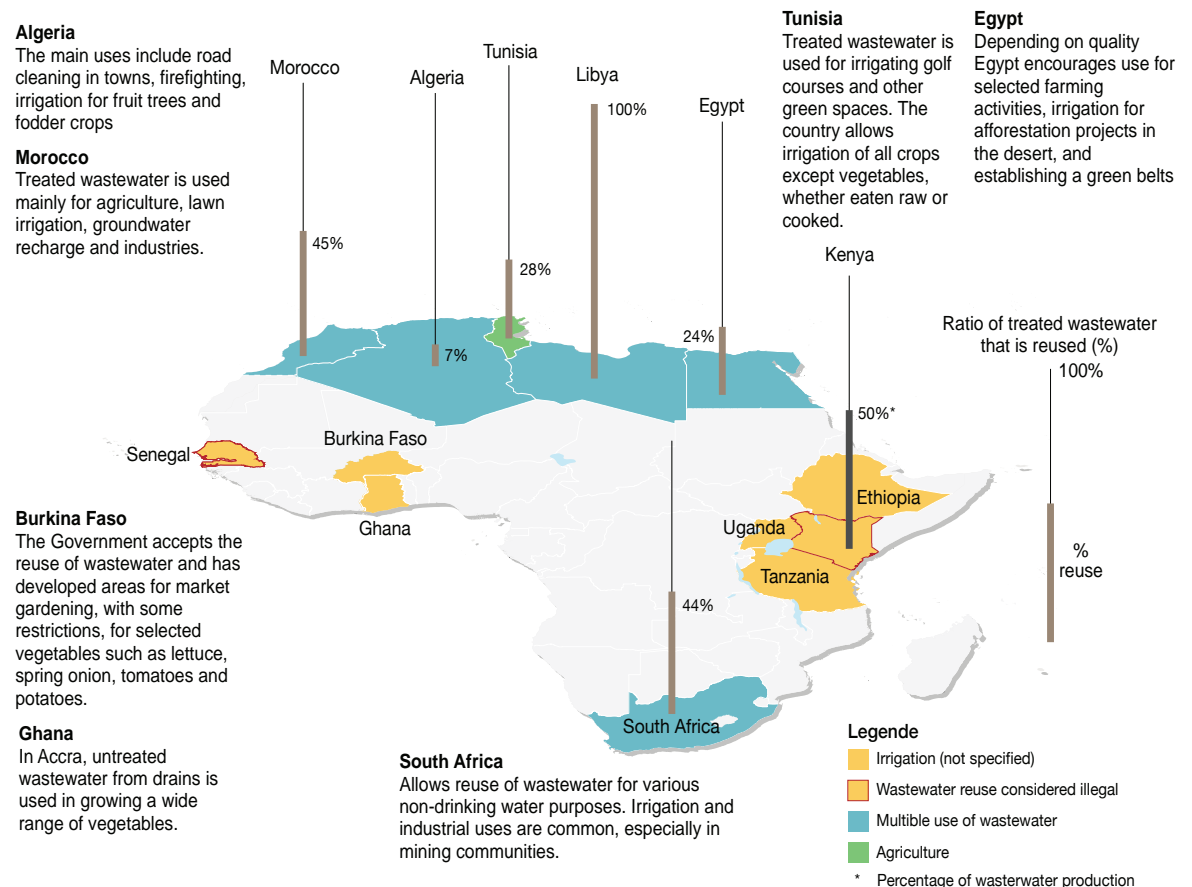 Algeria
The main uses include road
cleaning in towns, firefighting,
irrigation for fruit trees and
fodder crops
Morocco
Treated wastewater is used
mainly for agriculture, lawn
irrigation, groundwater
recharge and industries.
Morocco
45%
Algeria
7%
Tunisia
28%
Libya
100%
Egypt
24%
Tunisia
Treated wastewater is
used for irrigating golf
courses and other
green spaces. The
country allows
irrigation of all crops
except vegetables,
whether eaten raw or
cooked.
Egypt
Depending on quality
Egypt encourages use for
selected farming
activities, irrigation for
afforestation projects in
the desert, and
establishing a green belts
Kenya
50%*
Ratio of treated wastewater
that is reused (%)
100%
%
reuse
Senegal
Burkina Faso
Ghana
Ethiopia
Uganda
Tanzania
44%
South Africa
Burkina Faso
The Government accepts the
reuse of wastewater and has
developed areas for market
gardening, with some
restrictions, for selected
vegetables such as lettuce,
spring onion, tomatoes and
potatoes.
Ghana
In Accra, untreated
wastewater from drains is
used in growing a wide
range of vegetables.
South Africa
Allows reuse of wastewater for various
non-drinking water purposes. Irrigation and
industrial uses are common, especially in
mining communities.
Legende
Irrigation (not specified)
Wastewater reuse considered illegal
Multible use of wastewater
Agriculture
* Percentage of wasterwater production